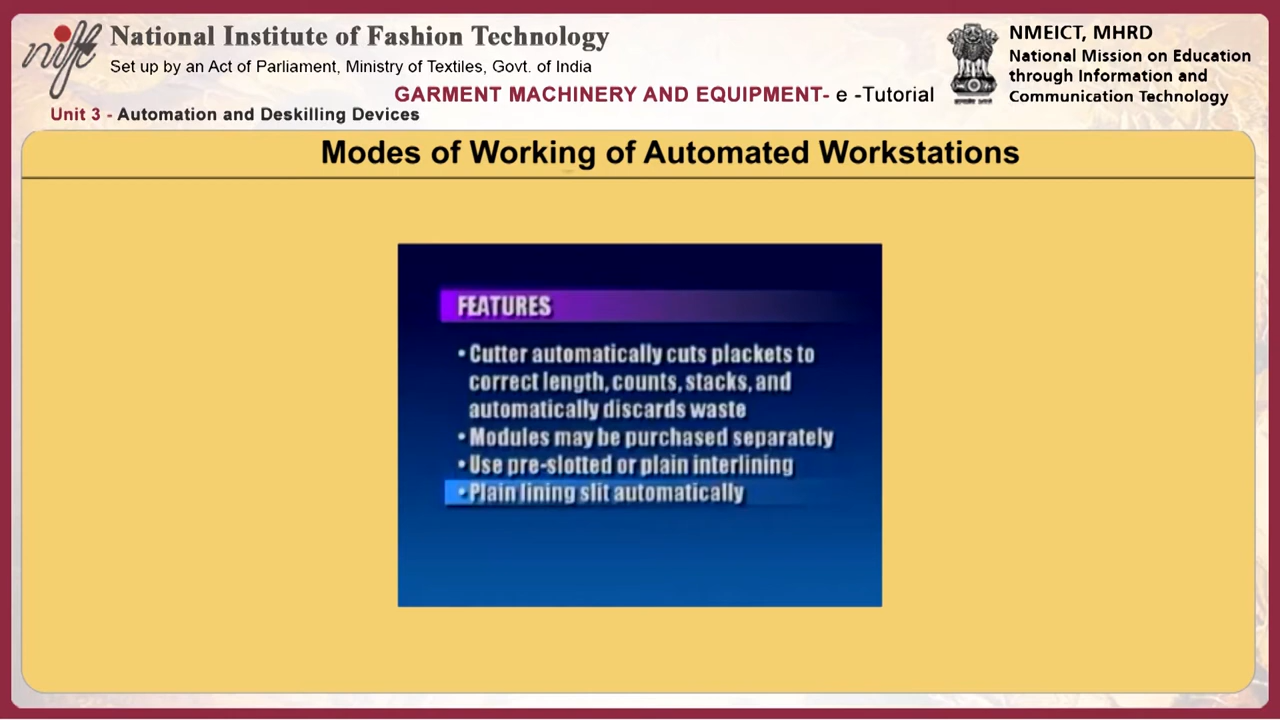 nift
National Institute of Fashion Technology
Set up by an Act of Parliament, Ministry of Textiles, Govt. of India
GARMENT MACHINERY AND EQUIPMENT- e -Tutorial
Unit 3 - Automation and Deskilling Devices
NMEICT, MHRD
National Mission on Education
through Information and
Communication Technology
Modes of Working of Automated Workstations
FEATURES
• Cutter automatically cuts plackets to
correct length, counts, stacks, and
automatically discards waste
• Modules may be purchased separately
• Use pre-slotted or plain interlining
• Plain lining slit automatically